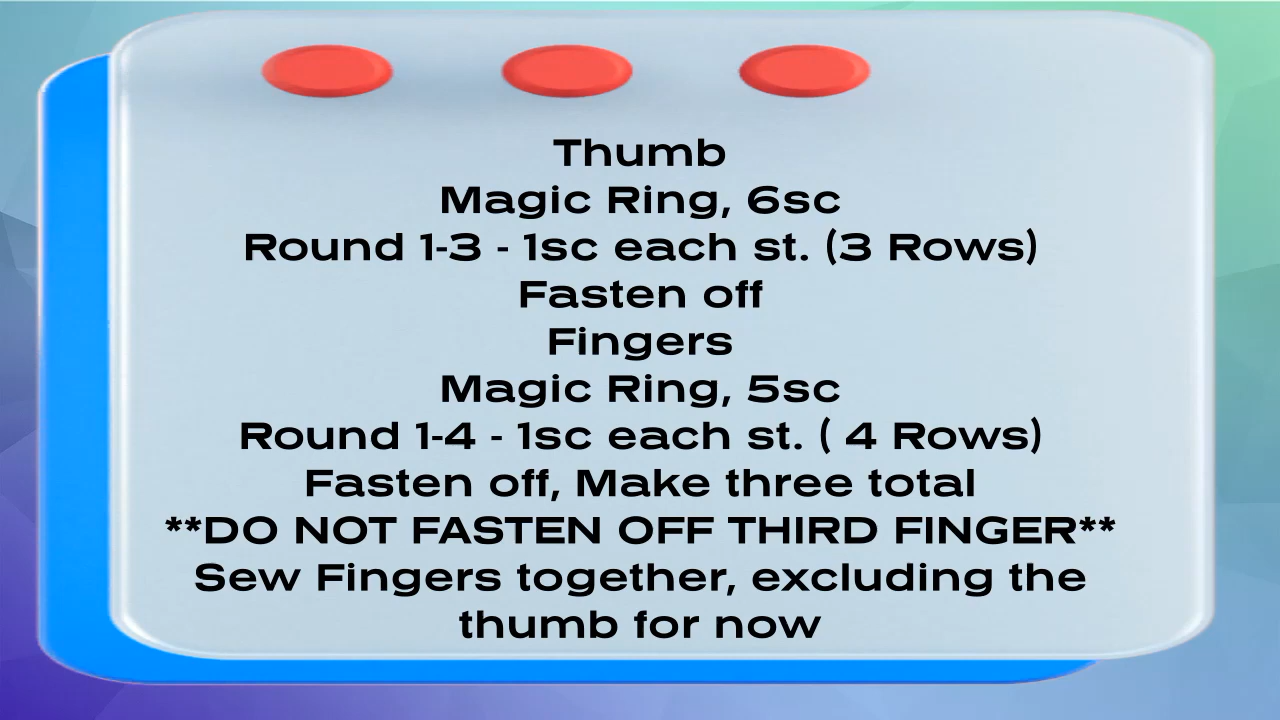 Thumb
Magic Ring, 6sc
Round 1-3 - 1sc each st. (3 Rows)
Fasten off
Fingers
Magic Ring, 5sc
Round 1-4 - 1sc each st. ( 4 Rows)
Fasten off, Make three total
**DO NOT FASTEN OFF THIRD FINGER**
Sew Fingers together, excluding the
thumb for now